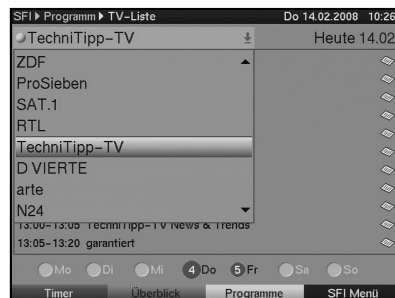 SFI Programm TV-Liste Do 14.02.2008 10:26
TechniTipp-TV Heute 14.02
ZDF
ProSieben
SAT.1
RTL
TechniTipp-TV
D VIERTE
arte
N24
13:00-13:05 TechniTipp-TV News & Trends
13:05-13:20 garantiert
Mo Di Mi 4 Do 5 Fr Sa So
Timer Überblick Programme SFI Menü